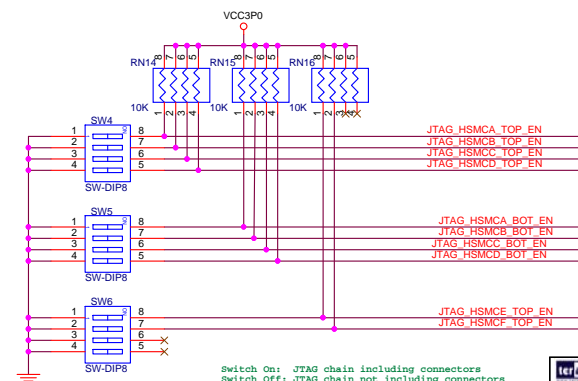 VCC3P0
8 7 6 5 8 7 6 5 8 7 6 5
RN14 RN15 RN16
10K 10K 10K
1 2 3 4 1 2 3 4 1 2 3 4
SW4
1 8 JTAG_HSMCA_TOP_EN
2 7 JTAG_HSMCB_TOP_EN
3 6 JTAG_HSMCC_TOP_EN
4 5 JTAG_HSMCD_TOP_EN
SW-DIP8
SW5
1 8 JTAG_HSMCA_BOT_EN
2 7 JTAG_HSMCB_BOT_EN
3 6 JTAG_HSMCC_BOT_EN
4 5 JTAG_HSMCD_BOT_EN
SW-DIP8
SW6
1 8 JTAG_HSMCE_TOP_EN
2 7 JTAG_HSMCF_TOP_EN
3 6
4 5
SW-DIP8
Switch On: JTAG chain including connectors
Switch Off: JTAG chain not including connectors
ter